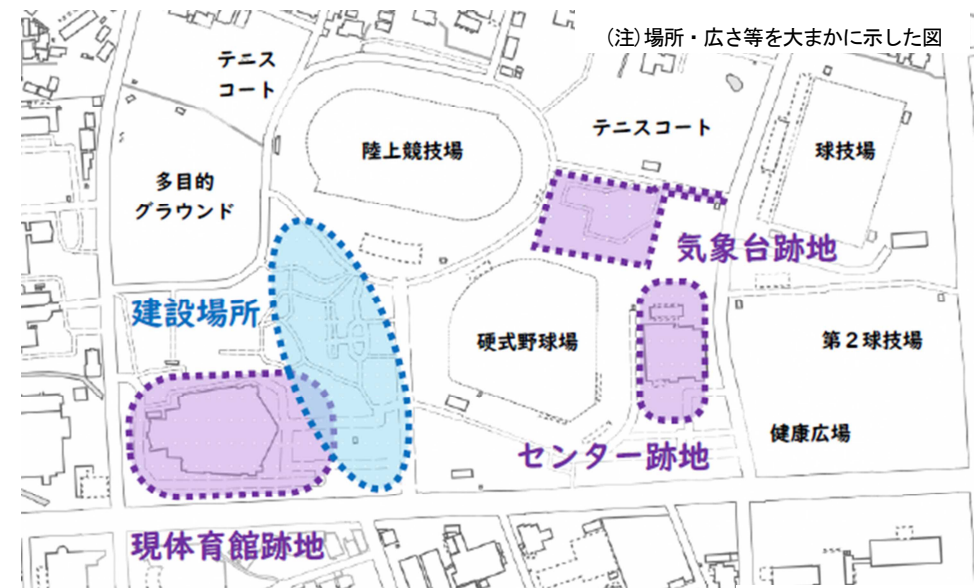 (注)場所・広さ等を大まかに示した図
テニス
コート
テニスコート
陸上競技場
球技場
多目的
グラウンド
気象台跡地
建設場所
硬式野球場
第2球技場
健康広場
センター跡地
現体育館跡地